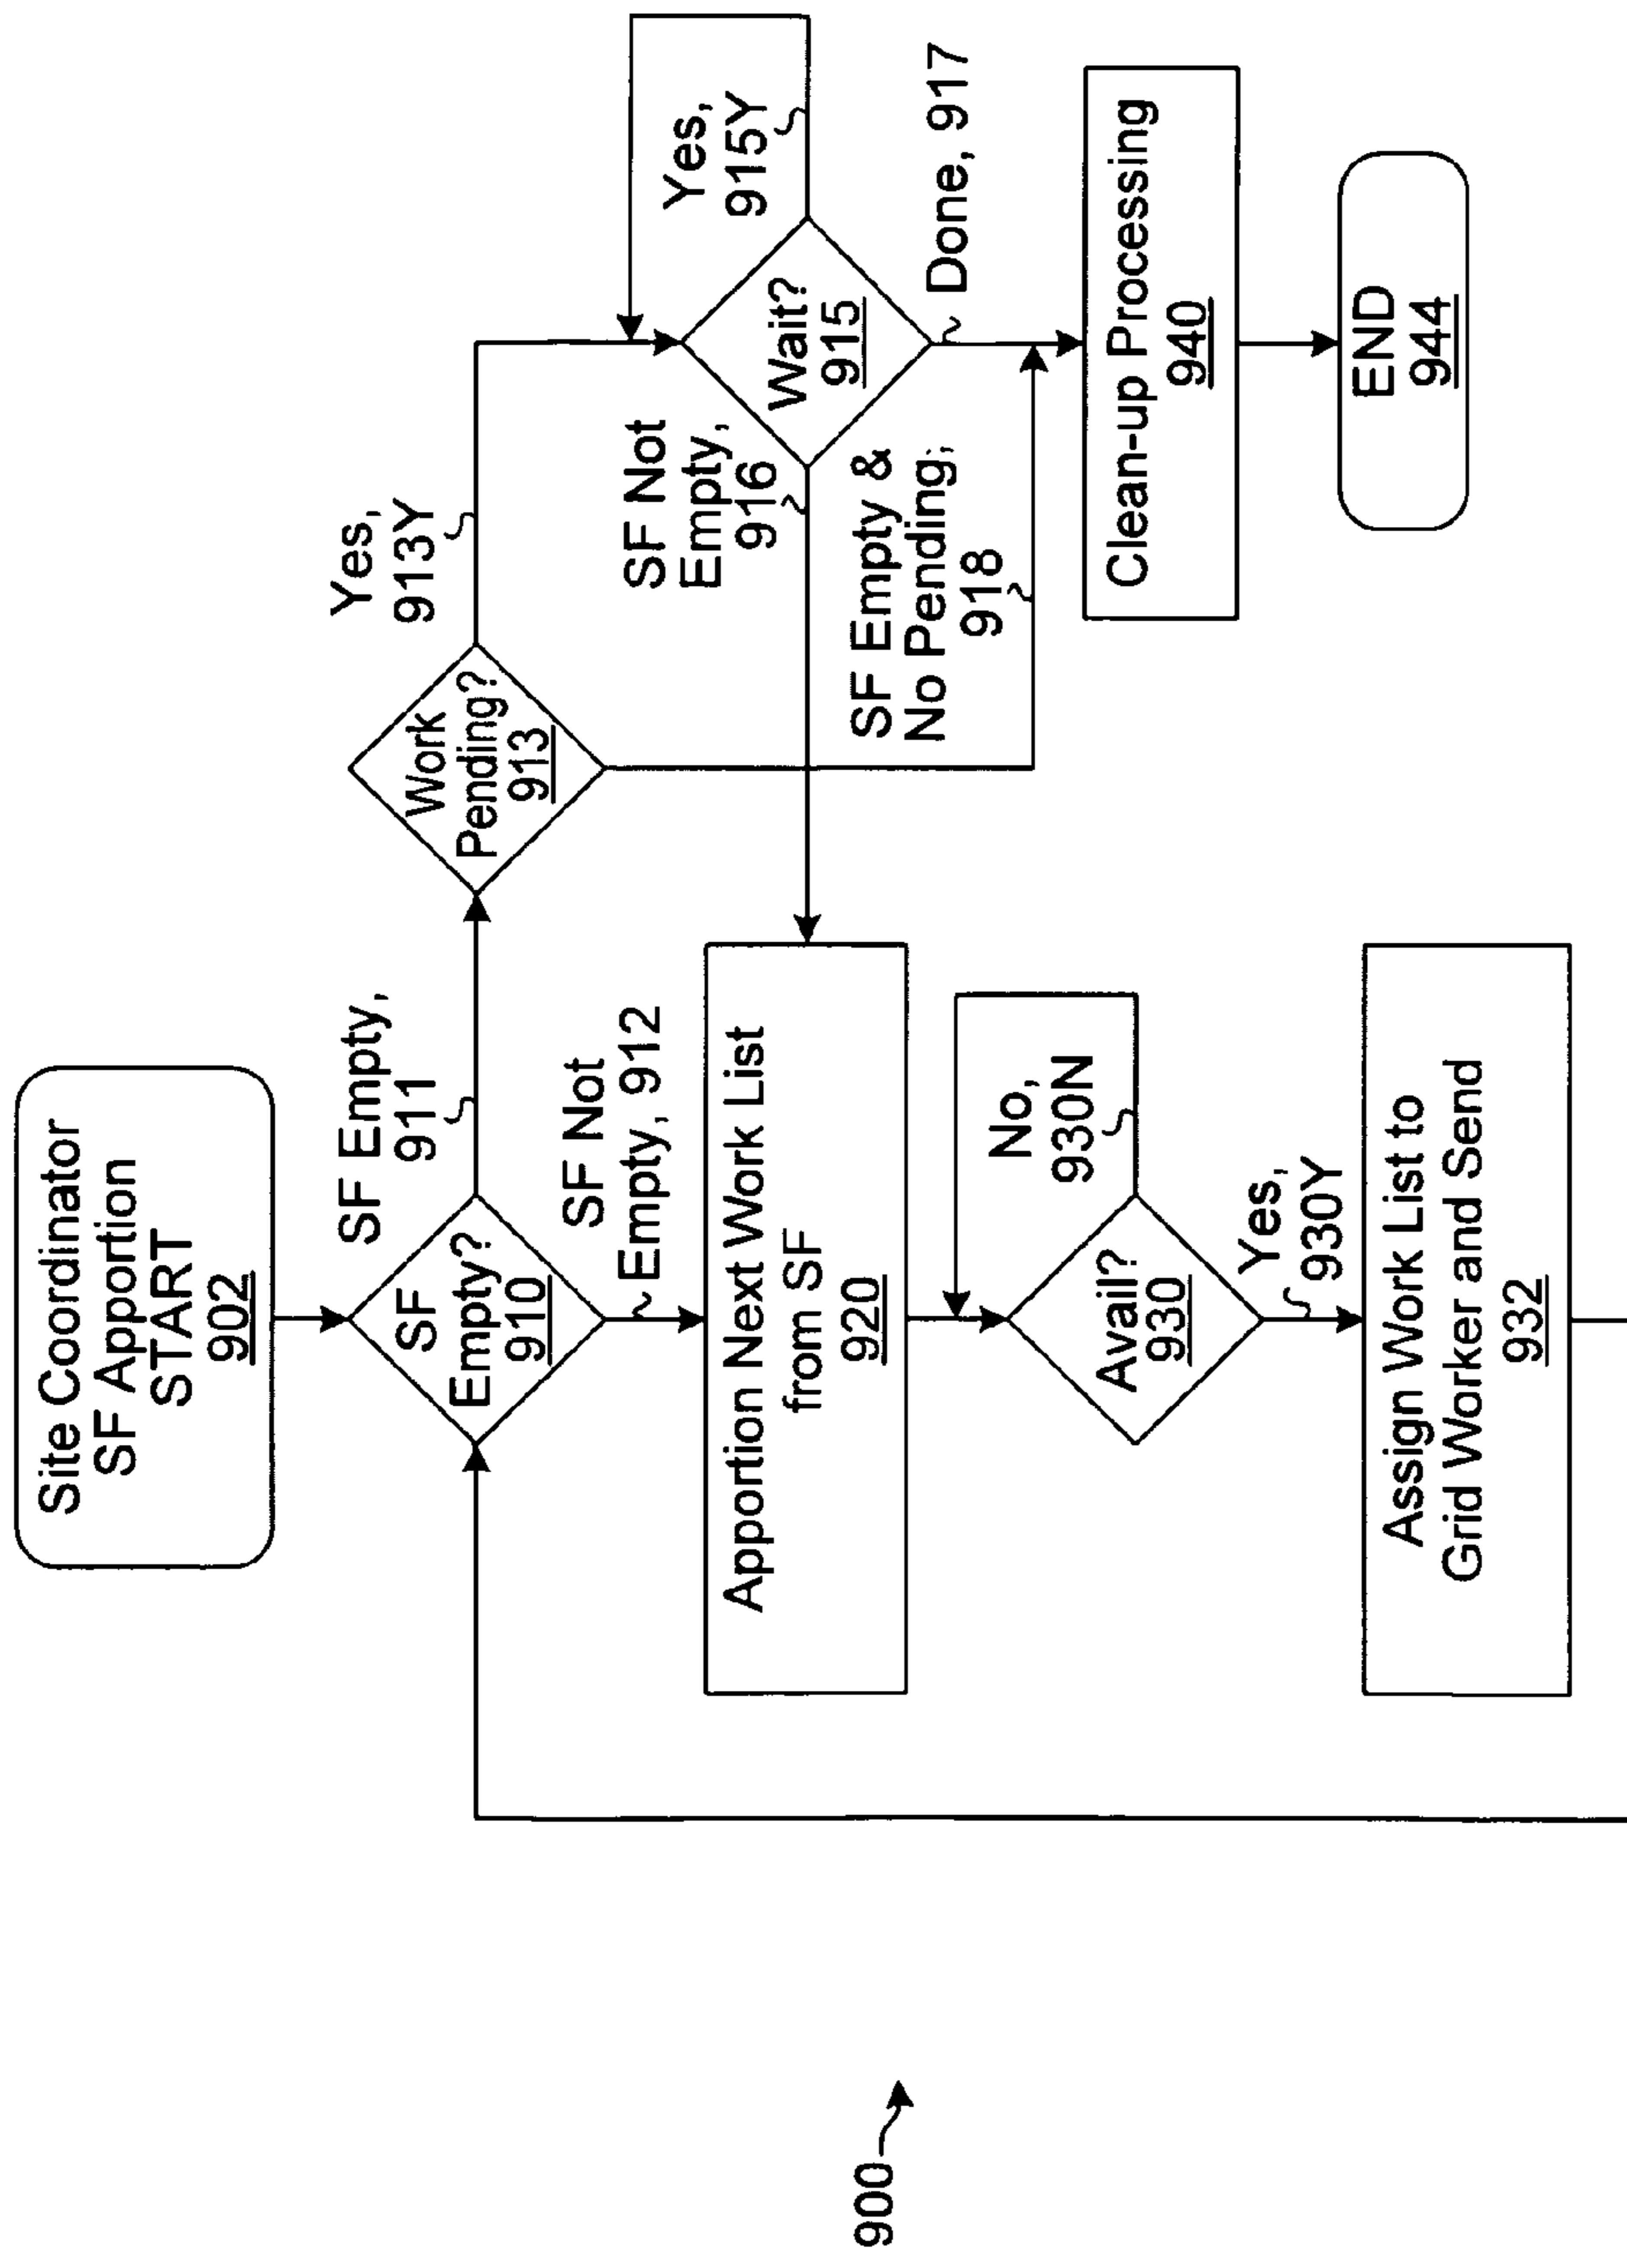 Site Coordinator
SF Apportion
START
902
SF
Empty?
910
SF Empty,
911
SF Not
Empty, 912
Work
Pending?
913
Yes,
913Y
Wait?
915
Yes,
915Y
SF Not
Empty,
916
Done, 917
SF Empty &
No Pending,
918
Apportion Next Work List
from SF
920
Avail?
930
No,
930N
Yes,
930Y
Assign Work List to
Grid Worker and Send
932
Clean-up Processing
940
END
944
900